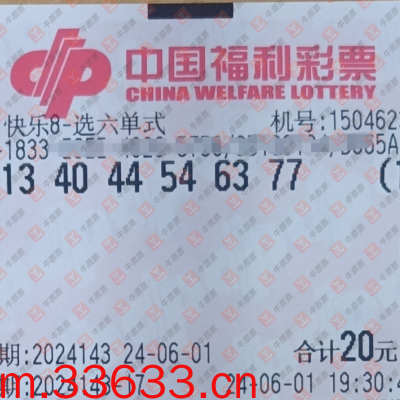 中国福利彩票
CHINA WELFARE LOTTERY
快乐8-选六单式 机号:1504623
-1833
13 40 44 54 63 77 (1
期:2024143 24-06-01 合计20元
24-06-01 19:30:4
m.33633.cn